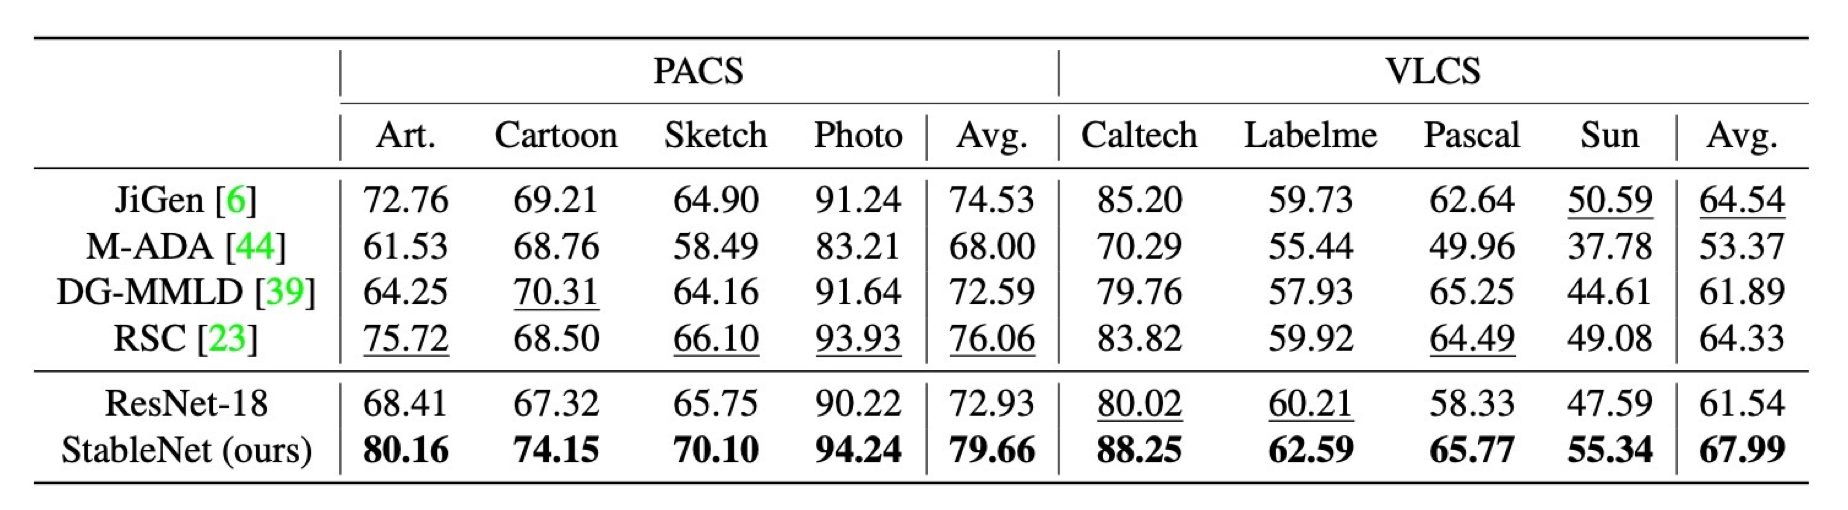 PACS VLCS
Art. Cartoon Sketch Photo Avg. Caltech Labelme Pascal Sun Avg.
JiGen [6] 72.76 69.21 64.90 91.24 74.53 85.20 59.73 62.64 50.59 64.54
M-ADA [44] 61.53 68.76 58.49 83.21 68.00 70.29 55.44 49.96 37.78 53.37
DG-MMLD [39] 64.25 70.31 64.16 91.64 72.59 79.76 57.93 65.25 44.61 61.89
RSC [23] 75.72 68.50 66.10 93.93 76.06 83.82 59.92 64.49 49.08 64.33
ResNet-18 68.41 67.32 65.75 90.22 72.93 80.02 60.21 58.33 47.59 61.54
StableNet (ours) 80.16 74.15 70.10 94.24 79.66 88.25 62.59 65.77 55.34 67.99